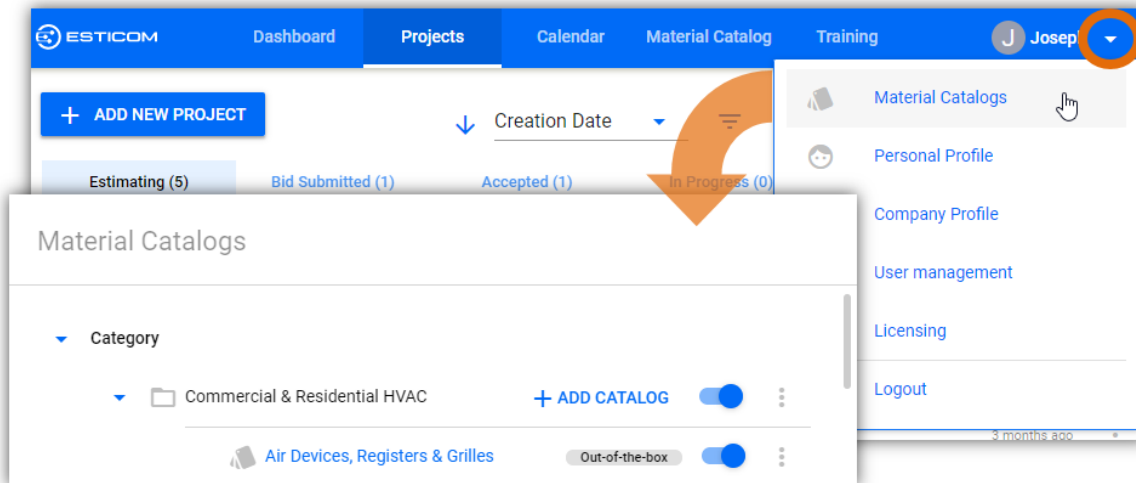 ESTICOM Dashboard Projects Calendar Material Catalog Training J Josep
+ ADD NEW PROJECT
Creation Date
Estimating (5) Bid Submitted (1) Accepted (1) In Progress (0)
Material Catalogs
Personal Profile
Company Profile
User management
Licensing
Logout
3 months ago
Material Catalogs
Category
Commercial & Residential HVAC + ADD CATALOG
Air Devices, Registers & Grilles Out-of-the-box